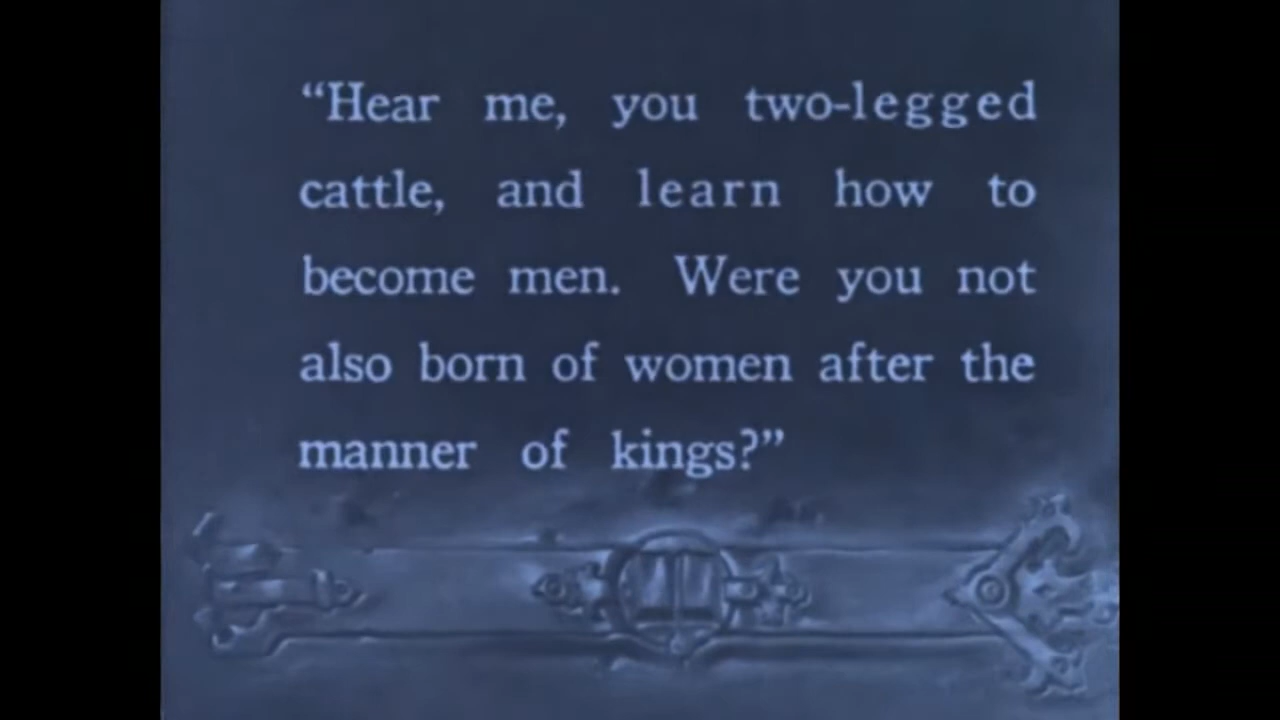 “Hear me, you two-legged
cattle, and learn how to
become men. Were you not
also born of women after the
manner of kings?”